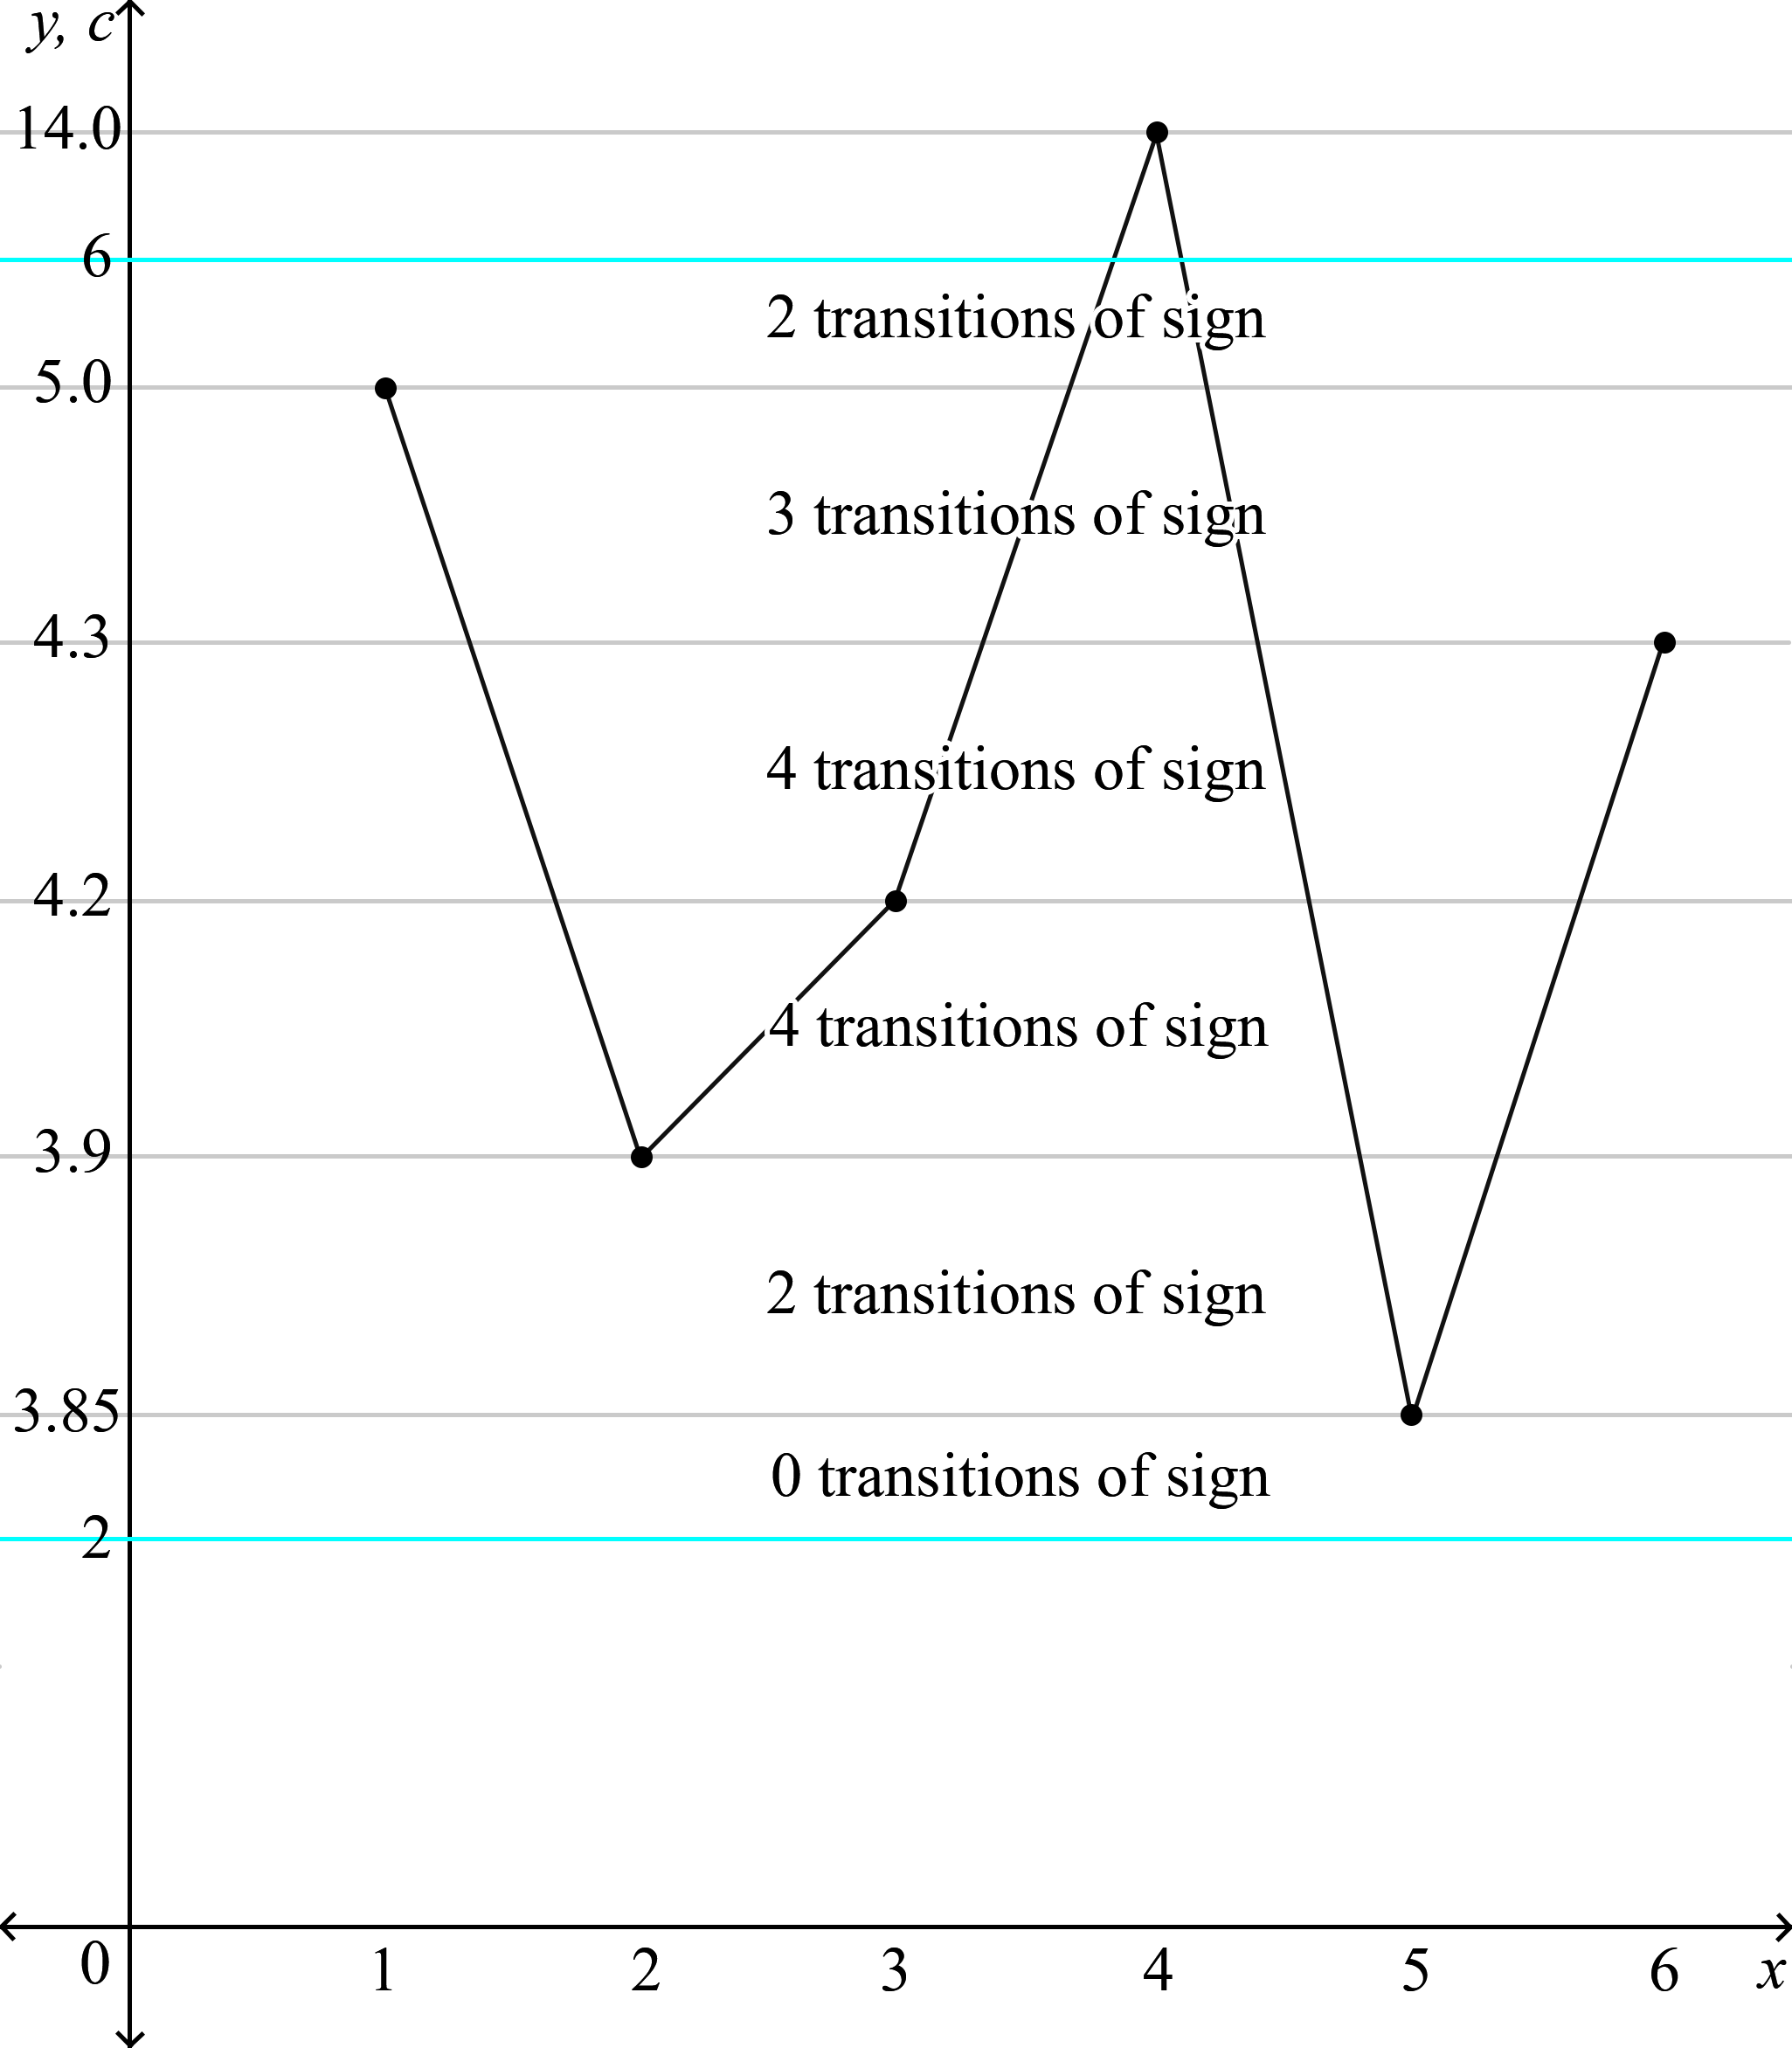 y, c
14.0
6
2 transitions of sign
5.0
3 transitions of sign
4.3
4 transitions of sign
4.2
4 transitions of sign
3.9
2 transitions of sign
3.85
0 transitions of sign
2
0 1 2 3 4 5 6 x